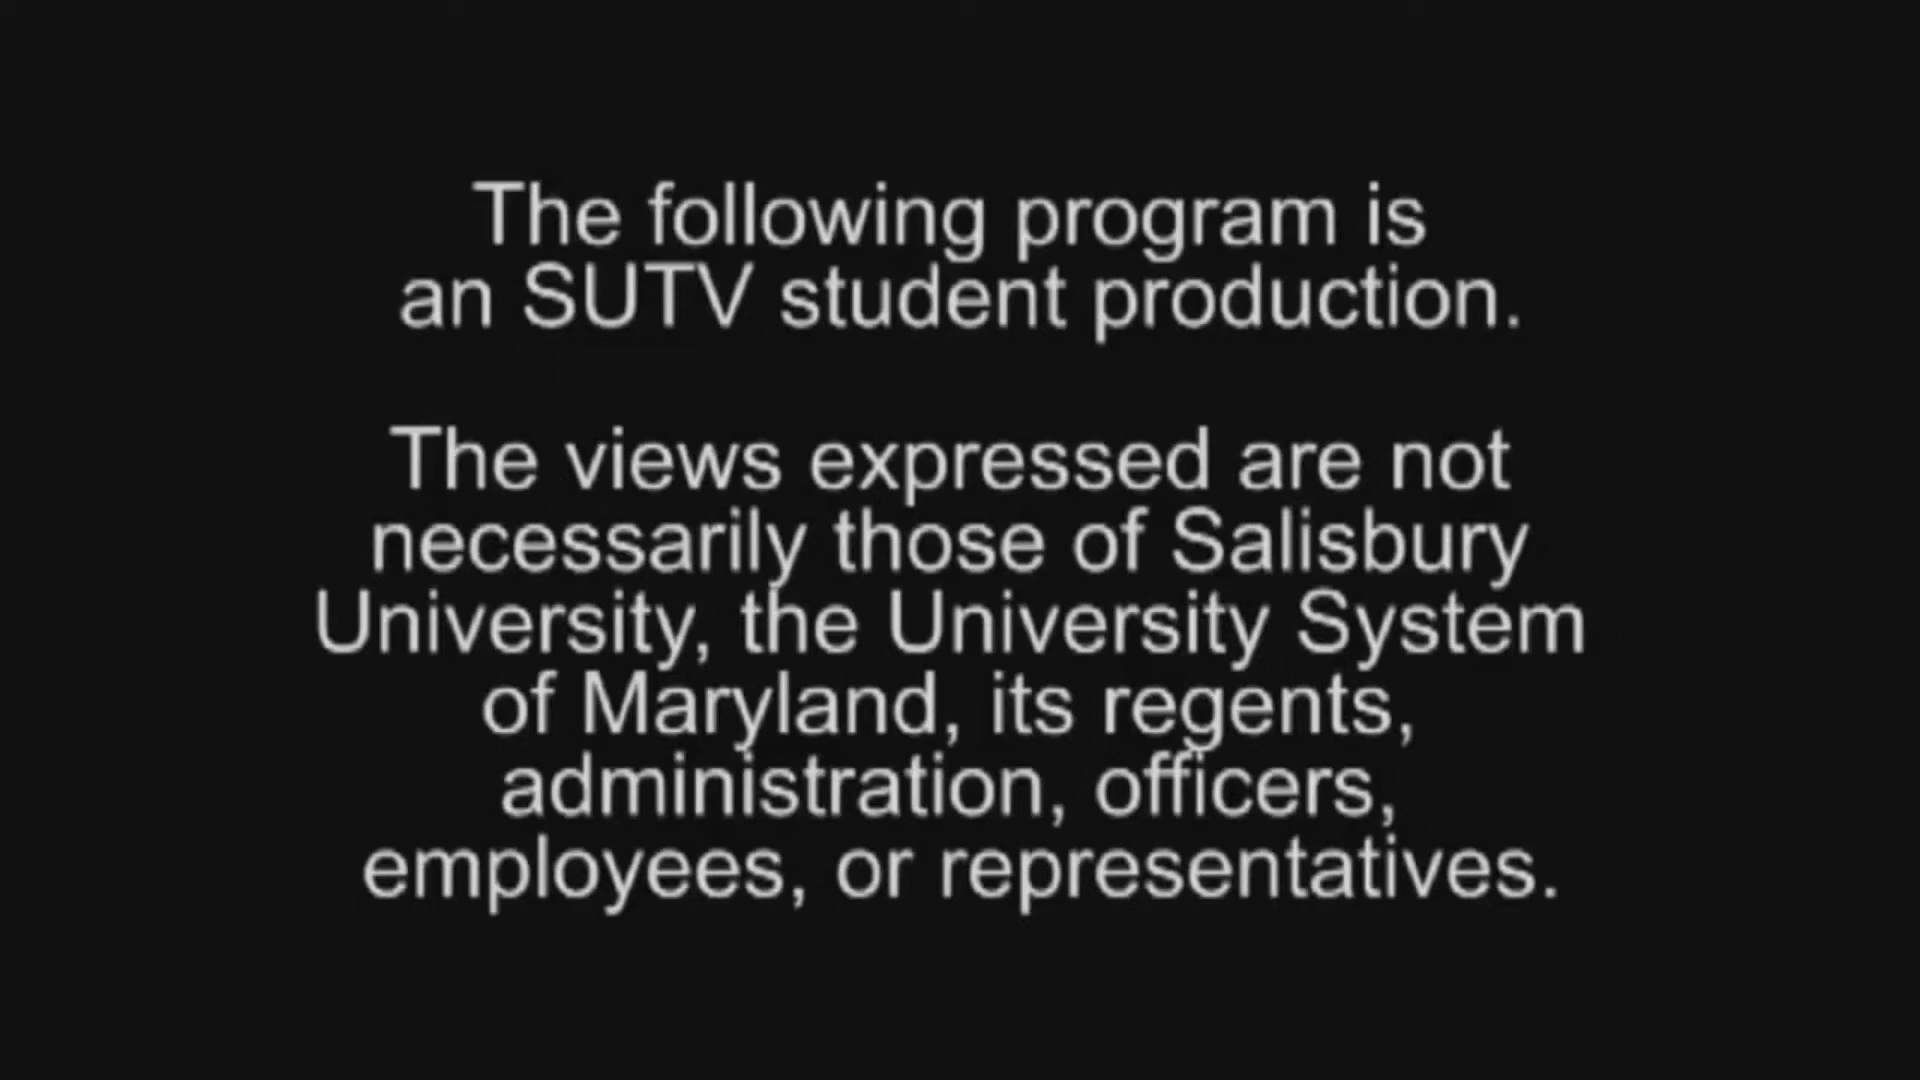 The following program is
an SUTV student production.
The views expressed are not
necessarily those of Salisbury
University, the University System
of Maryland, its regents,
administration, officers,
employees, or representatives.